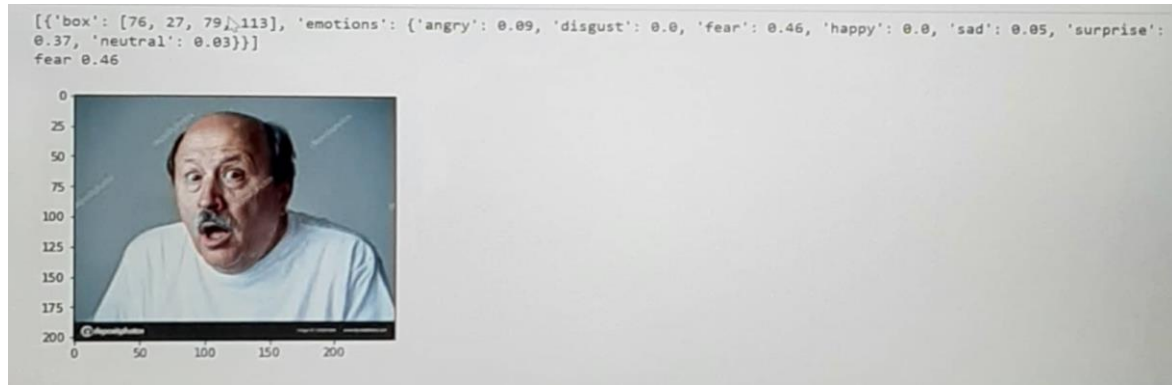 [{'box': [76, 27, 79, 113], 'emotions': {'angry': 0.09, 'disgust': 0.0, 'fear': 0.46, 'happy': 0.0, 'sad': 0.05, 'surprise':
0.37, 'neutral': 0.03}}]
fear 0.46
0
25
50
75
100
125
150
175
200
depositphotos
0 50 100 150 200